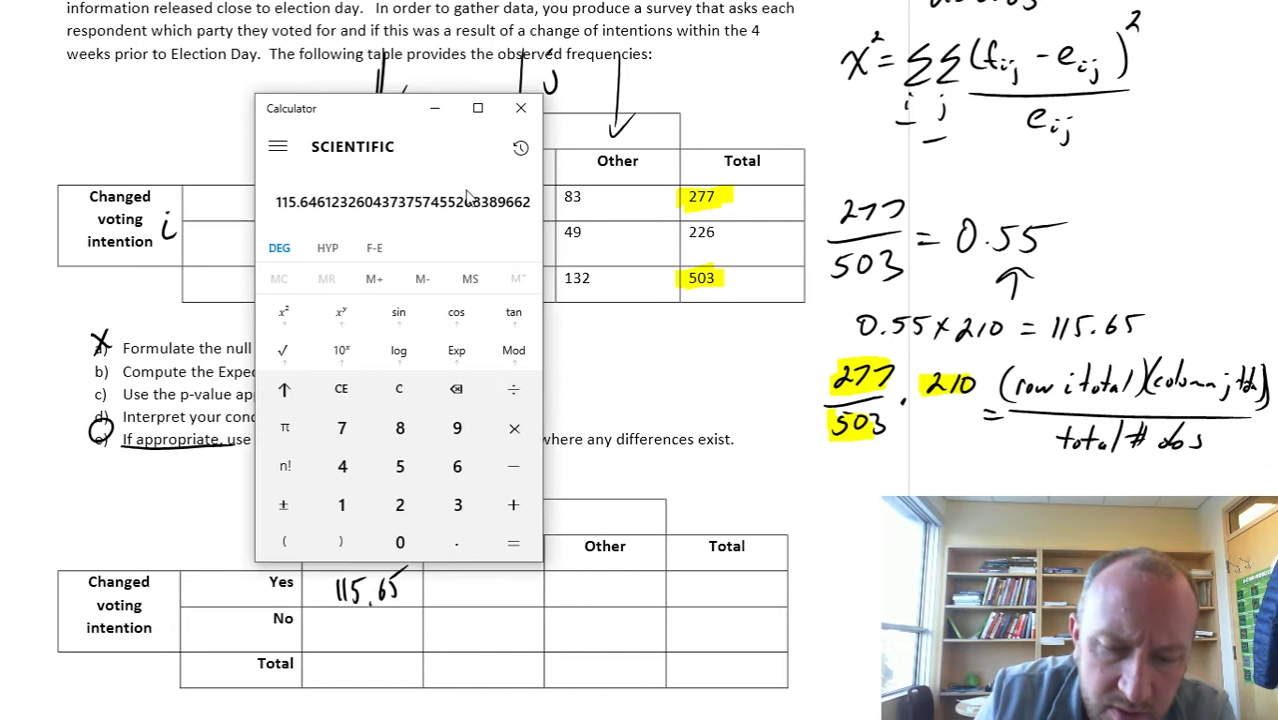 information released close to election day. In order to gather data, you produce a survey that asks each
respondent which party they voted for and if this was a result of a change of intentions within the 4
weeks prior to Election Day. The following table provides the observed frequencies:
j
Other Total
Changed voting intention i
83 277
49 226
132 503
Calculator
SCIENTIFIC
DEG HYP F-E
MC MR M+ M- MS M
x² xʸ sin cos tan
√ 10ˣ log Exp Mod
↑ CE C ÷
π 7 8 9 ×
n! 4 5 6 −
± 1 2 3 +
( ) 0 . =
a) Formulate the null
b) Compute the Expe
c) Use the p-value ap
d) Interpret your conc
e) If appropriate, use where any differences exist.
Other Total
Changed voting intention
Yes 115.65
No
Total
x² = Σ Σ (fij - eij)² / eij
i j
277/503 = 0.55
↑
0.55 x 210 = 115.65
277/503 · 210 = (row i total)(column j total) / total # obs